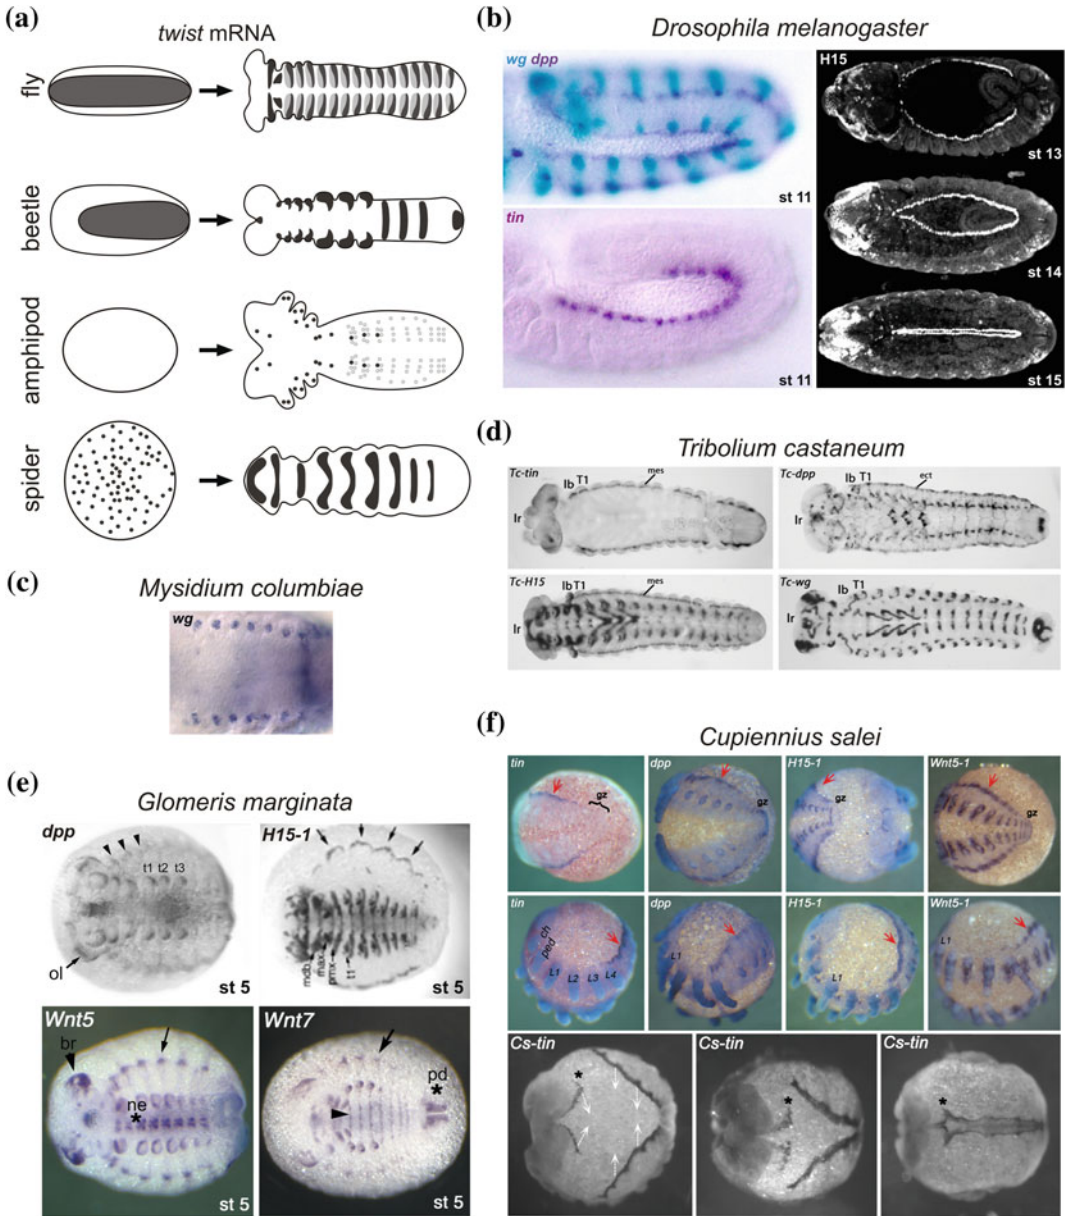 (a)
twist mRNA
fly
beetle
amphipod
spider
(b)
Drosophila melanogaster
wg dpp
st 11
tin
st 11
H15
st 13
st 14
st 15
(c)
Mysidium columbiae
wg
(d)
Tribolium castaneum
Tc-tin
lb T1
mes
lr
Tc-dpp
lb T1
ect
lr
Tc-H15
lb T1
mes
lr
Tc-wg
lb T1
lr
(e)
Glomeris marginata
dpp
t1 t2 t3
ol
st 5
H15-1
mdb
max
pmx
t1
st 5
Wnt5
br
ne
*
st 5
Wnt7
pd
*
st 5
(f)
Cupiennius salei
tin
gz
dpp
gz
H15-1
gz
Wnt5-1
gz
tin
ch
ped
L1
L2
L3
L4
dpp
L1
H15-1
L1
Wnt5-1
L1
Cs-tin
*
Cs-tin
*
Cs-tin
*